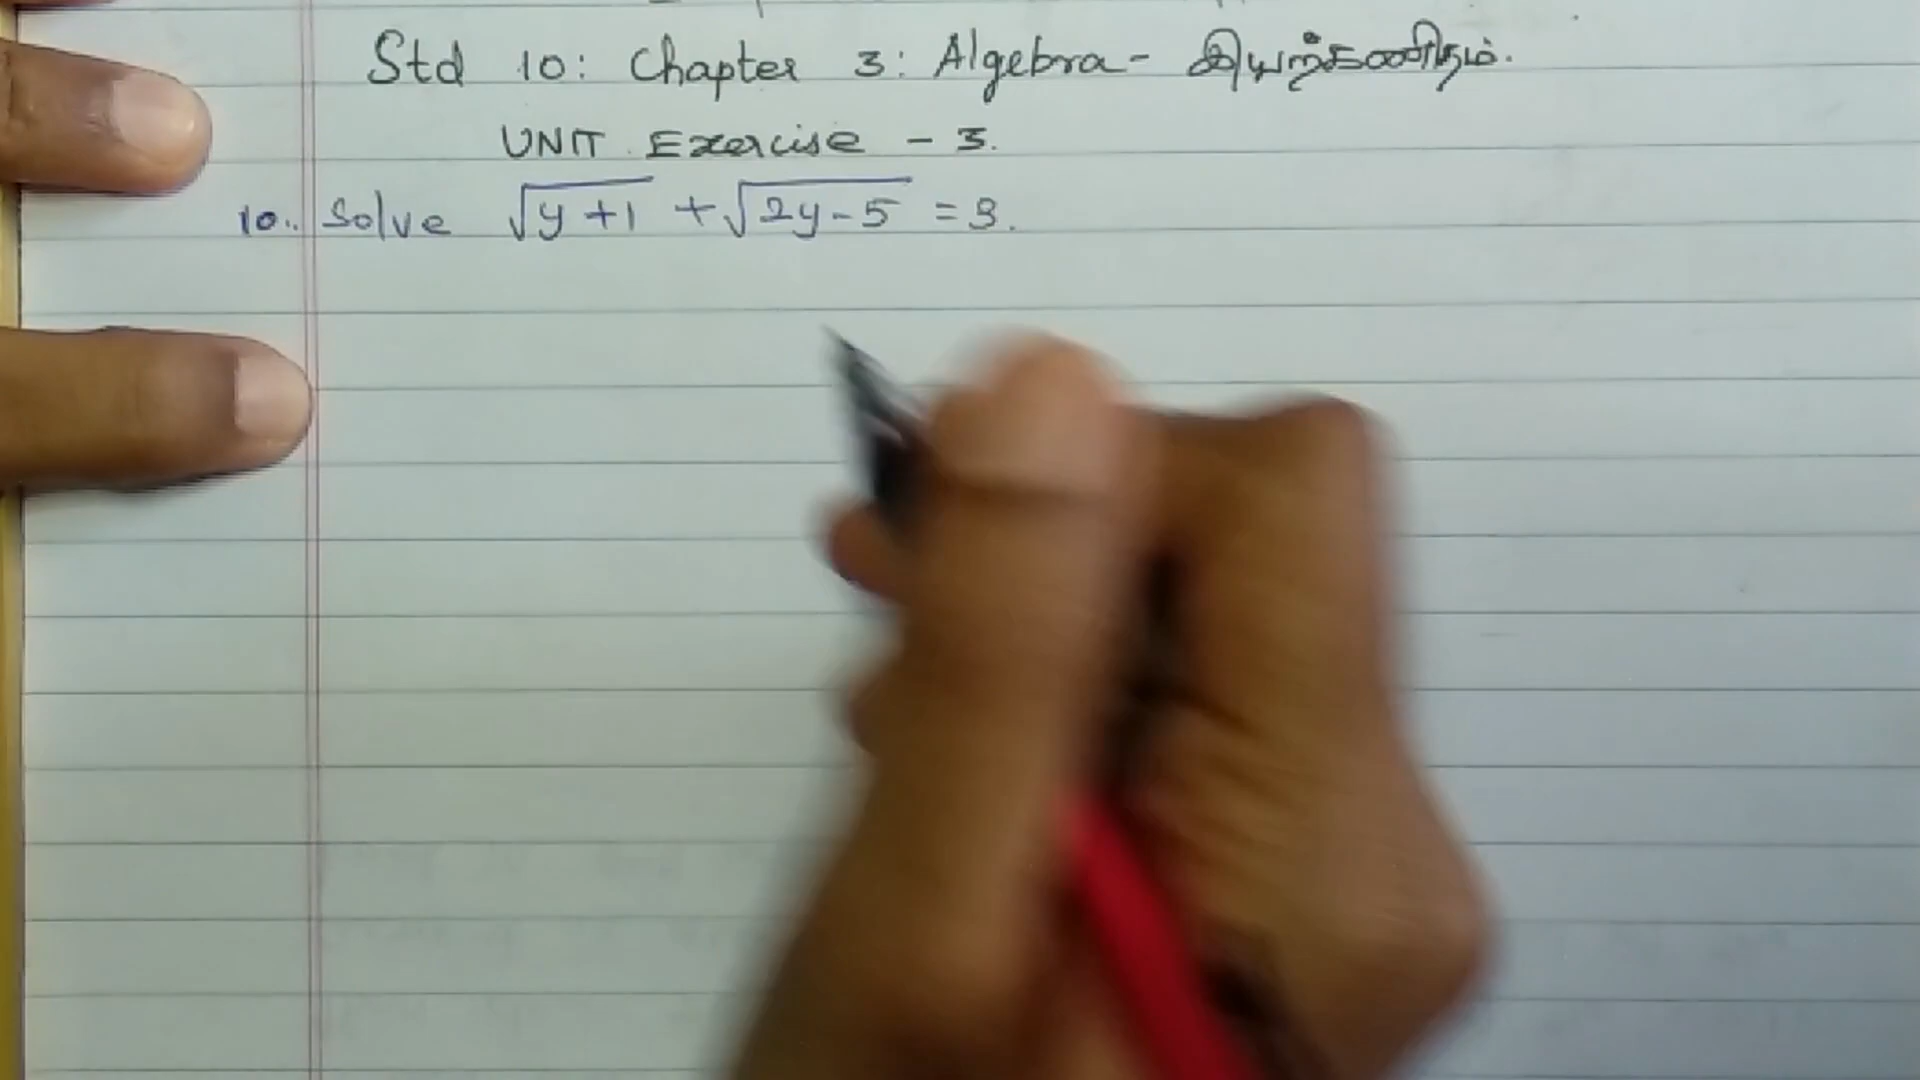 Std 10: Chapter 3: Algebra- இயற்கணிதம்.
UNIT Exercise - 3.
10. Solve √(y+1) + √(2y-5) = 3.